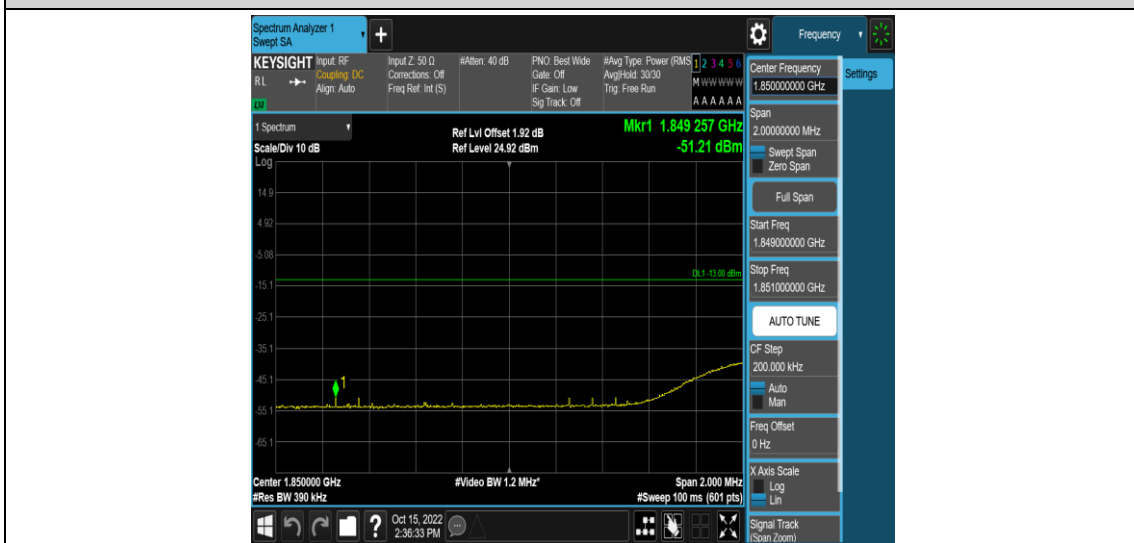 Spectrum Analyzer 1
Swept SA
+
Frequency
KEYSIGHT
RL
LXI
Input: RF
Coupling: DC
Align: Auto
Input Z: 50 Ω
Corrections: Off
Freq Ref: Int (S)
#Atten: 40 dB
PNO: Best Wide
Gate: Off
IF Gain: Low
Sig Track: Off
#Avg Type: Power (RMS
Avg|Hold: 30/30
Trig: Free Run
1 2 3 4 5 6
M W W W W W
A A A A A A
Center Frequency
1.850000000 GHz
Settings
1 Spectrum
Ref Lvl Offset 1.92 dB
Mkr1 1.849 257 GHz
Scale/Div 10 dB
Ref Level 24.92 dBm
-51.21 dBm
Log
14.9
4.92
-5.08
-15.1
-25.1
-35.1
-45.1
-55.1
-65.1
DL1 -13.00 dBm
1
Center 1.850000 GHz
#Video BW 1.2 MHz*
Span 2.000 MHz
#Res BW 390 kHz
#Sweep 100 ms (601 pts)
Span
2.00000000 MHz
Swept Span
Zero Span
Full Span
Start Freq
1.849000000 GHz
Stop Freq
1.851000000 GHz
AUTO TUNE
CF Step
200.000 kHz
Auto
Man
Freq Offset
0 Hz
X Axis Scale
Log
Lin
Signal Track
(Span Zoom)
?
Oct 15, 2022
2:36:33 PM